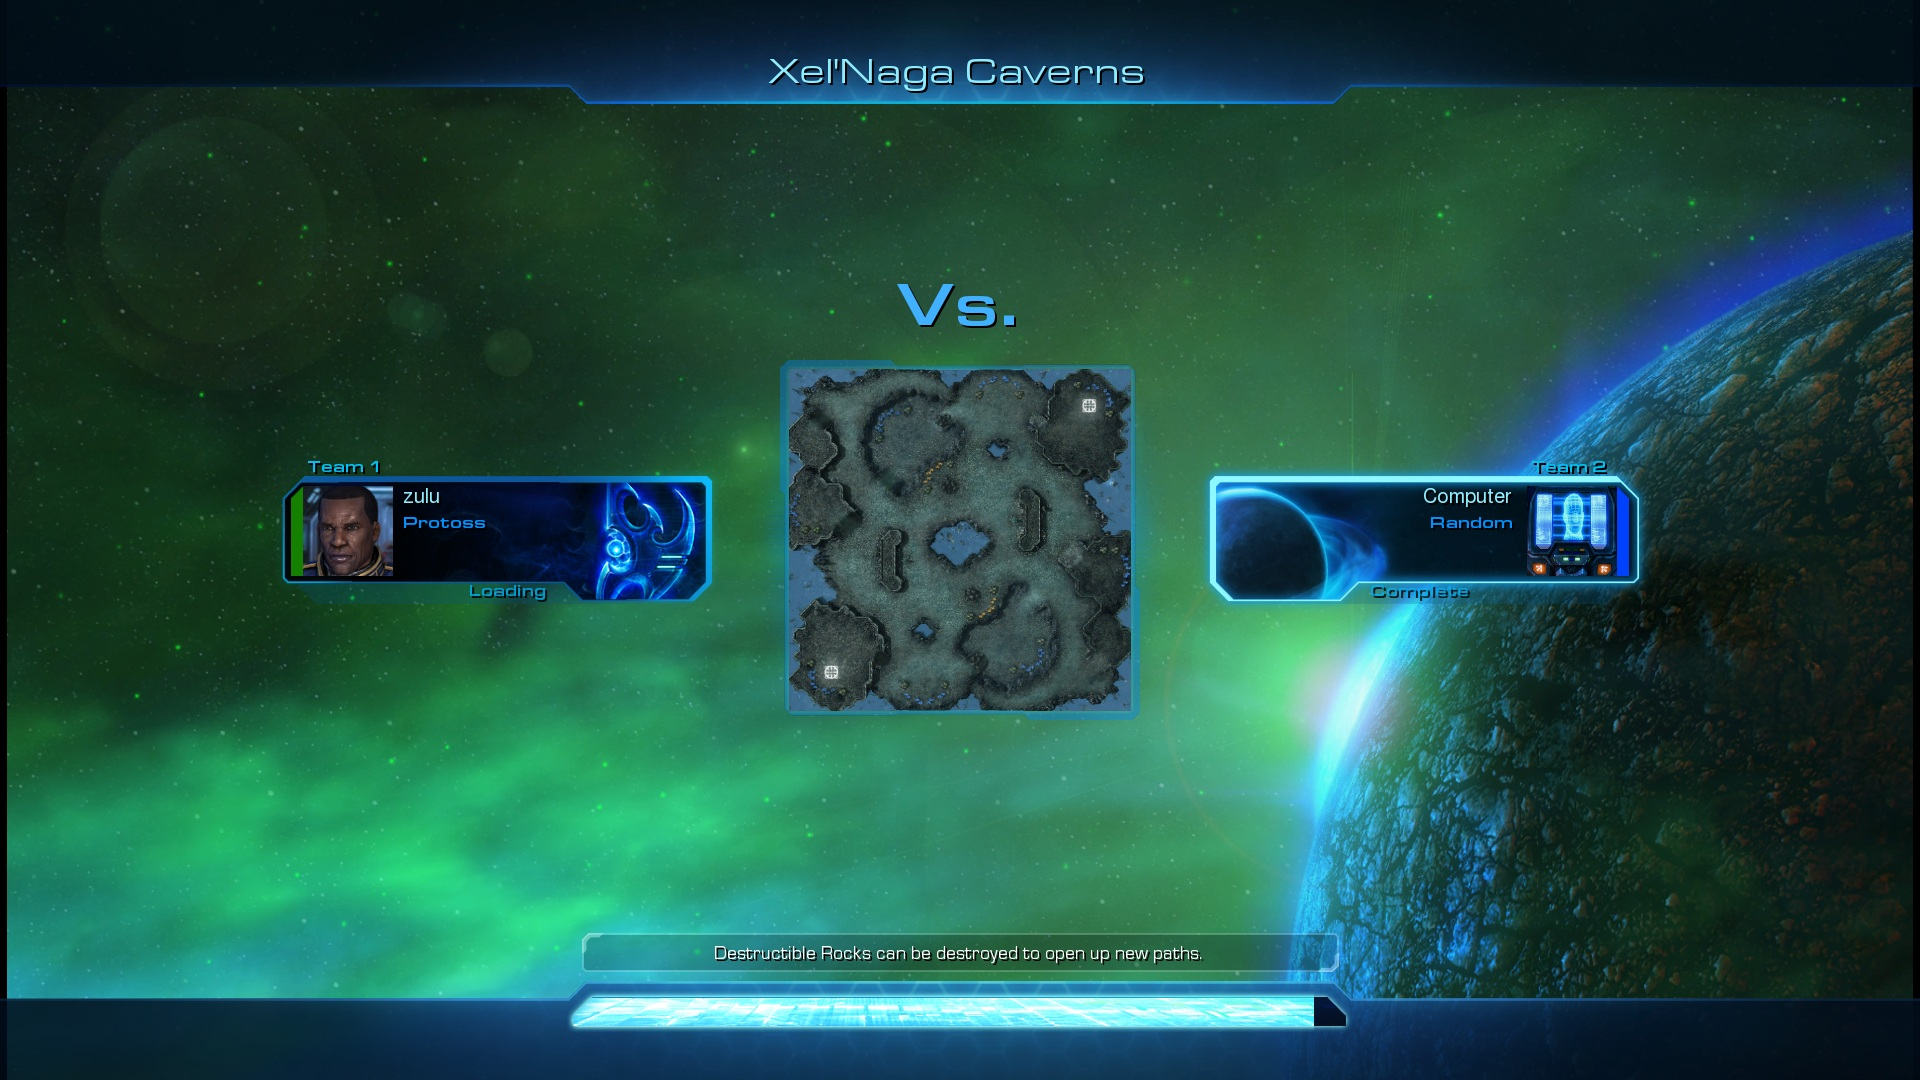 Xel'Naga Caverns
Vs.
Team 1
zulu
Protoss
Loading
Team 2
Computer
Random
Complete
Destructible Rocks can be destroyed to open up new paths.